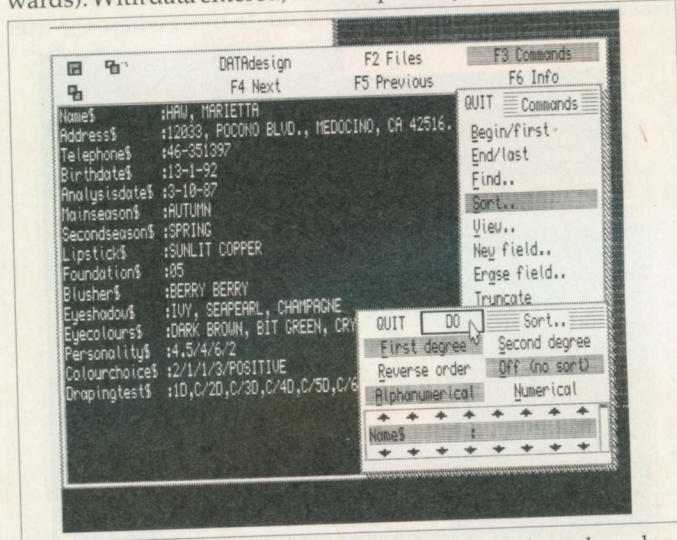 DATAdesign F2 Files F3 Commands
F4 Next F5 Previous F6 Info
Name$ :HAW, MARIETTA
Address$ :12033, POCONO BLVD., MEDOCINO, CA 42516.
Telephone$ :46-351397
Birthdate$ :13-1-92
Analysisdate$ :3-10-87
Mainseason$ :AUTUMN
Secondseason$ :SPRING
Lipstick$ :SUNLIT COPPER
Foundation$ :05
Blusher$ :BERRY BERRY
Eyeshadow$ :IVY, SEAPEARL, CHAMPAGNE
Eyecolours$ :DARK BROWN, BIT GREEN, CRY
Personality$ :4.5/4/6/2
Colourchoice$ :2/1/1/3/POSITIVE
Drapingtest$ :1D,C/2D,C/3D,C/4D,C/5D,C/6
QUIT Commands
Begin/first
End/last
Find..
Sort..
View..
New field..
Erase field..
Truncate
QUIT DO Sort..
First degree Second degree
Reverse order Off (no sort)
Alphanumerical Numerical
Name$ :